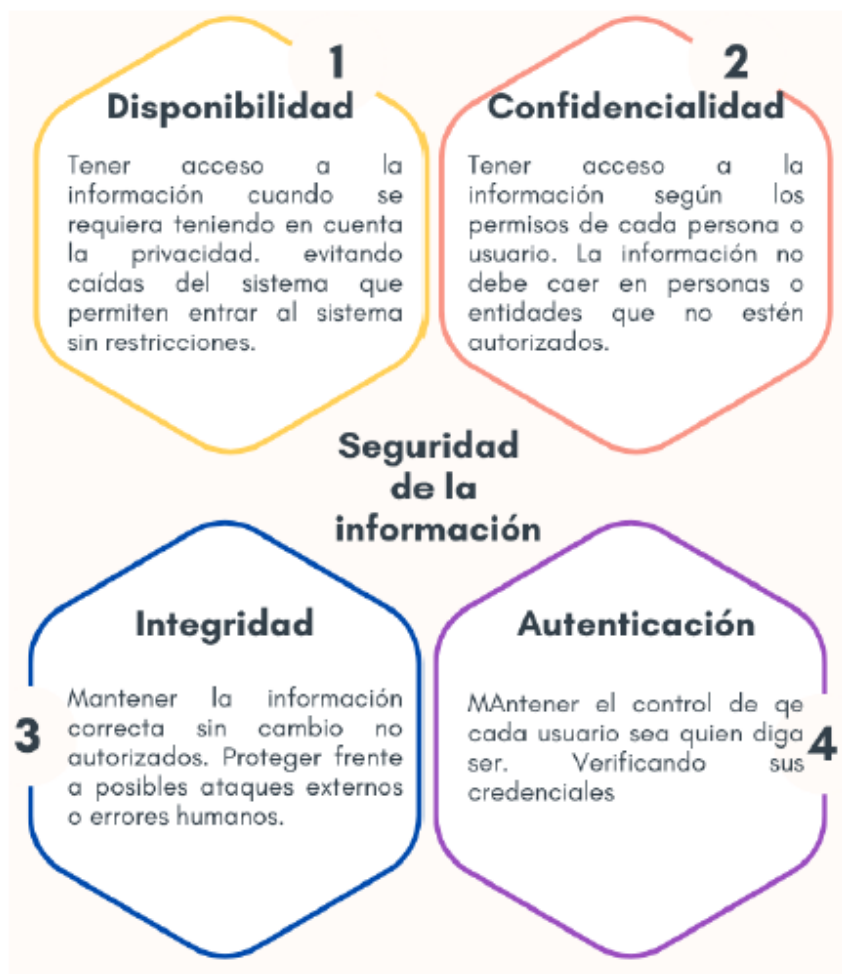 1
Disponibilidad
Tener acceso a la
información cuando se
requiera teniendo en cuenta
la privacidad. evitando
caídas del sistema que
permiten entrar al sistema
sin restricciones.
2
Confidencialidad
Tener acceso a la
información según los
permisos de cada persona o
usuario. La información no
debe caer en personas o
entidades que no estén
autorizados.
Seguridad
de la
información
3
Integridad
Mantener la información
correcta sin cambio no
autorizados. Proteger frente
a posibles ataques externos
o errores humanos.
4
Autenticación
MAntener el control de qe
cada usuario sea quien diga
ser. Verificando sus
credenciales